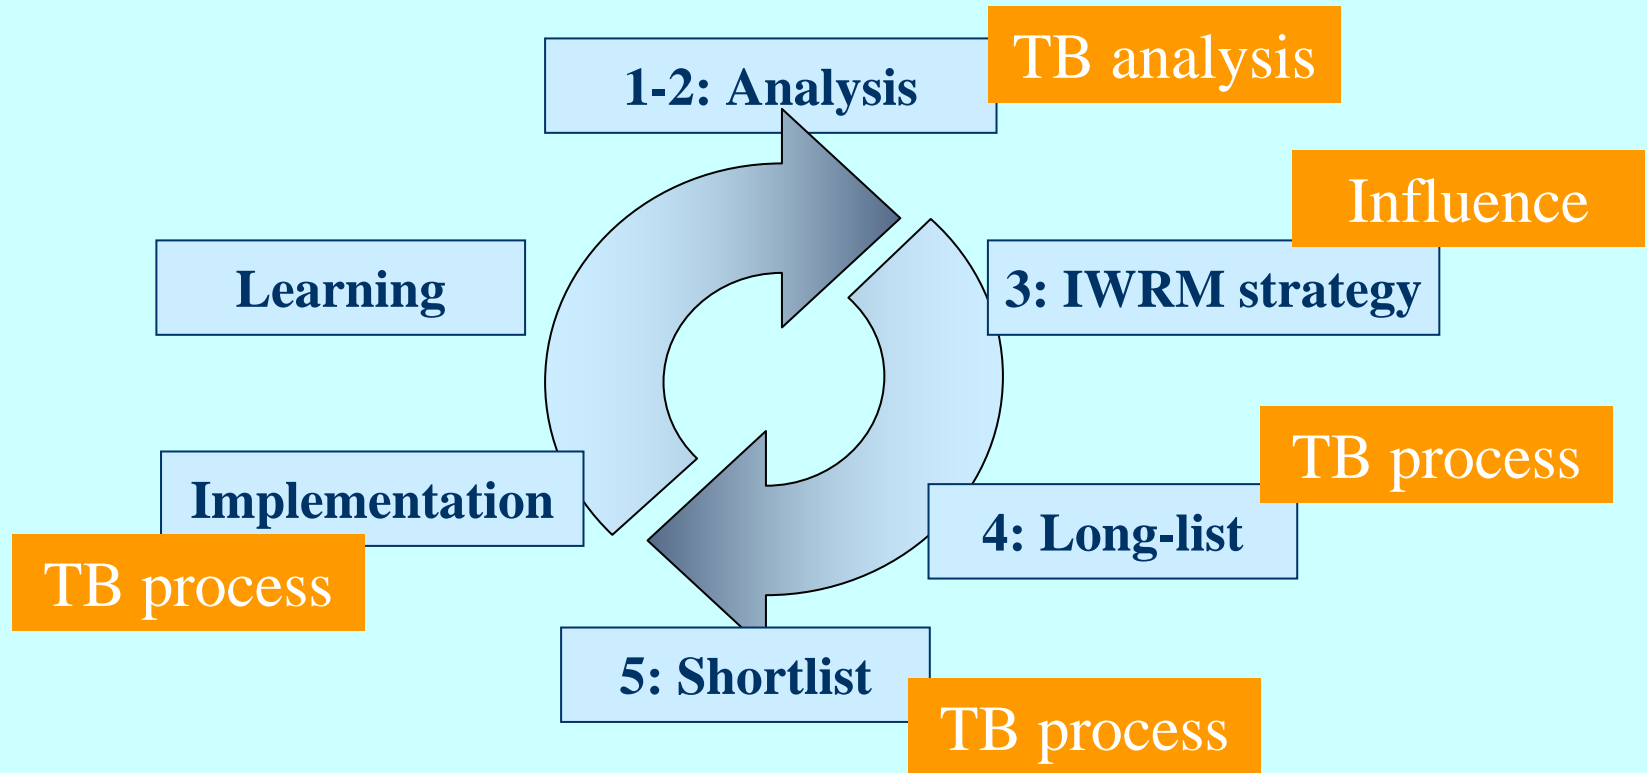 TB analysis
1-2: Analysis
Influence
Learning
3: IWRM strategy
TB process
Implementation
4: Long-list
TB process
5: Shortlist
TB process